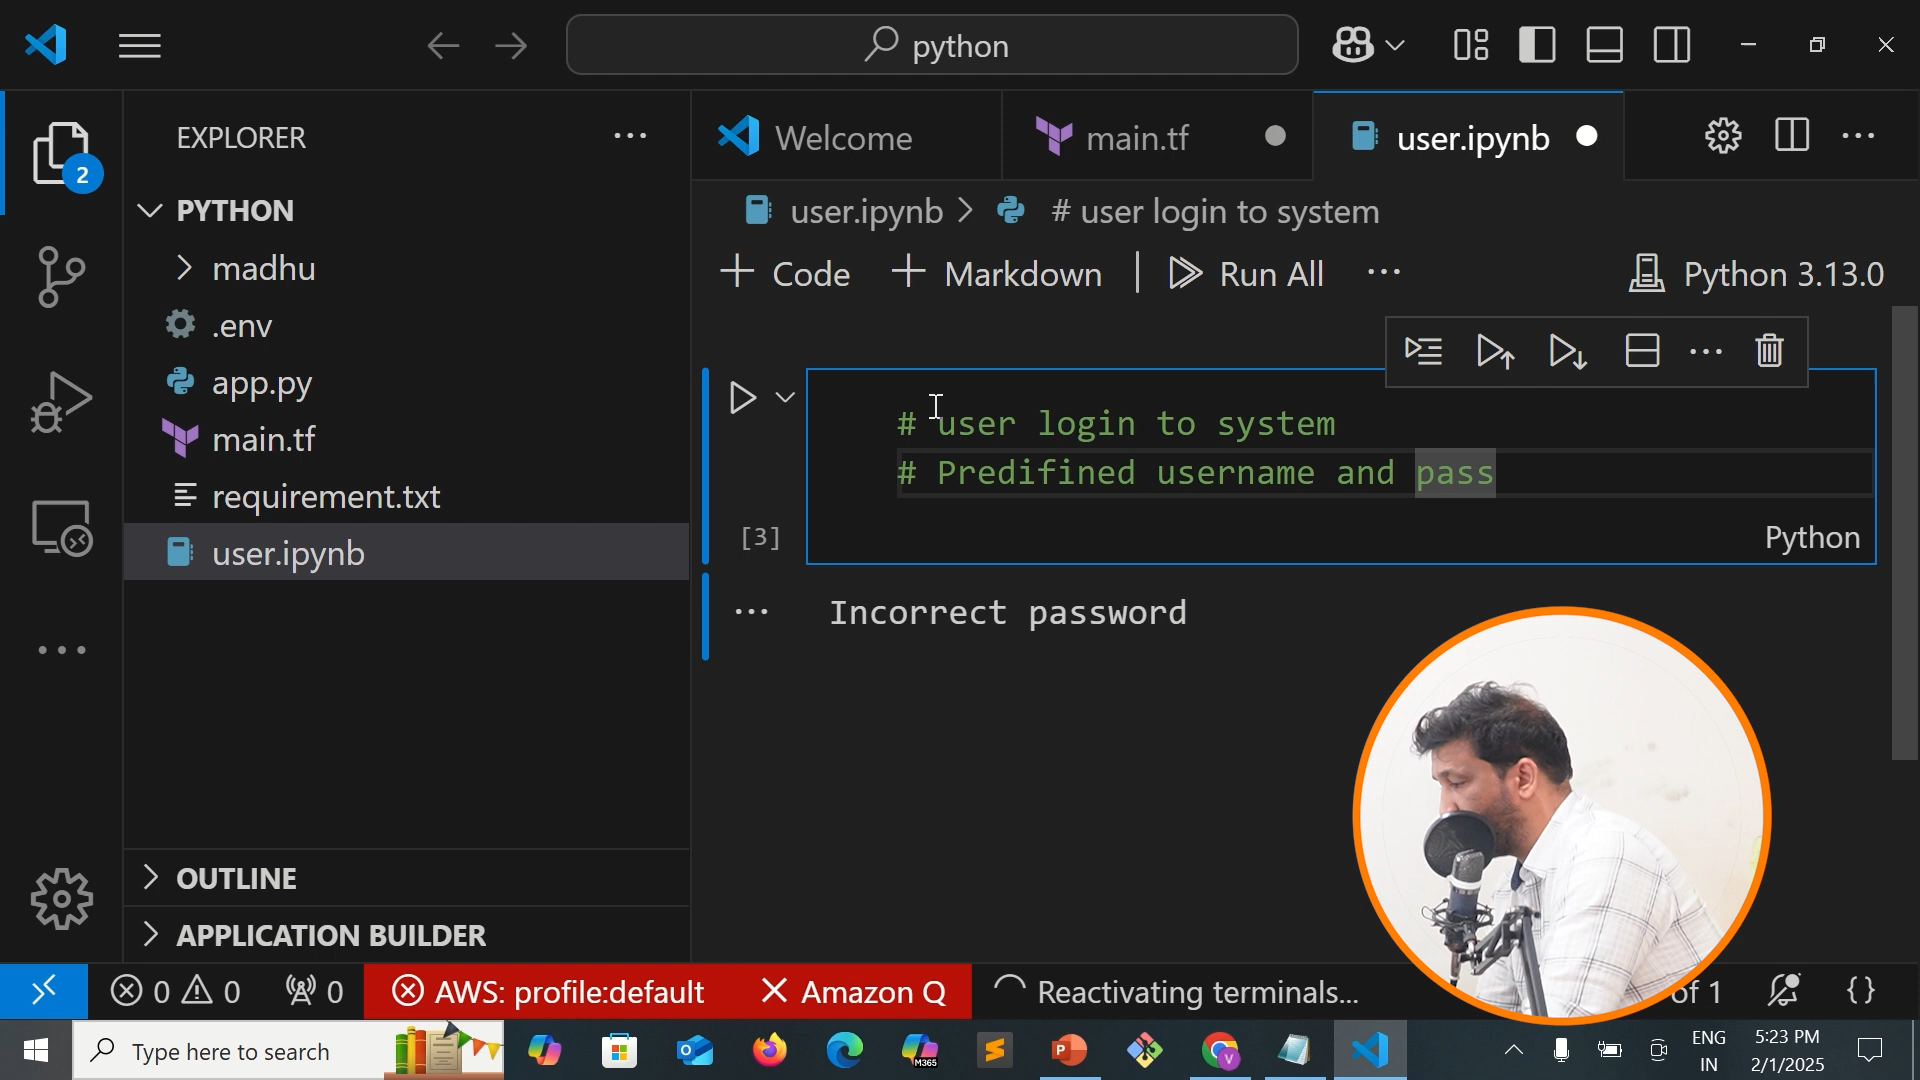 python
EXPLORER
Welcome
main.tf
user.ipynb
2
PYTHON
user.ipynb > # user login to system
madhu
Code
Markdown
Run All
Python 3.13.0
.env
app.py
# user login to system
main.tf
# Predifined username and pass
requirement.txt
[3]
Python
user.ipynb
Incorrect password
OUTLINE
APPLICATION BUILDER
0 0 0
AWS: profile:default
Amazon Q
Reactivating terminals...
of 1
{}
Type here to search
M365
V
ENG
IN
5:23 PM
2/1/2025